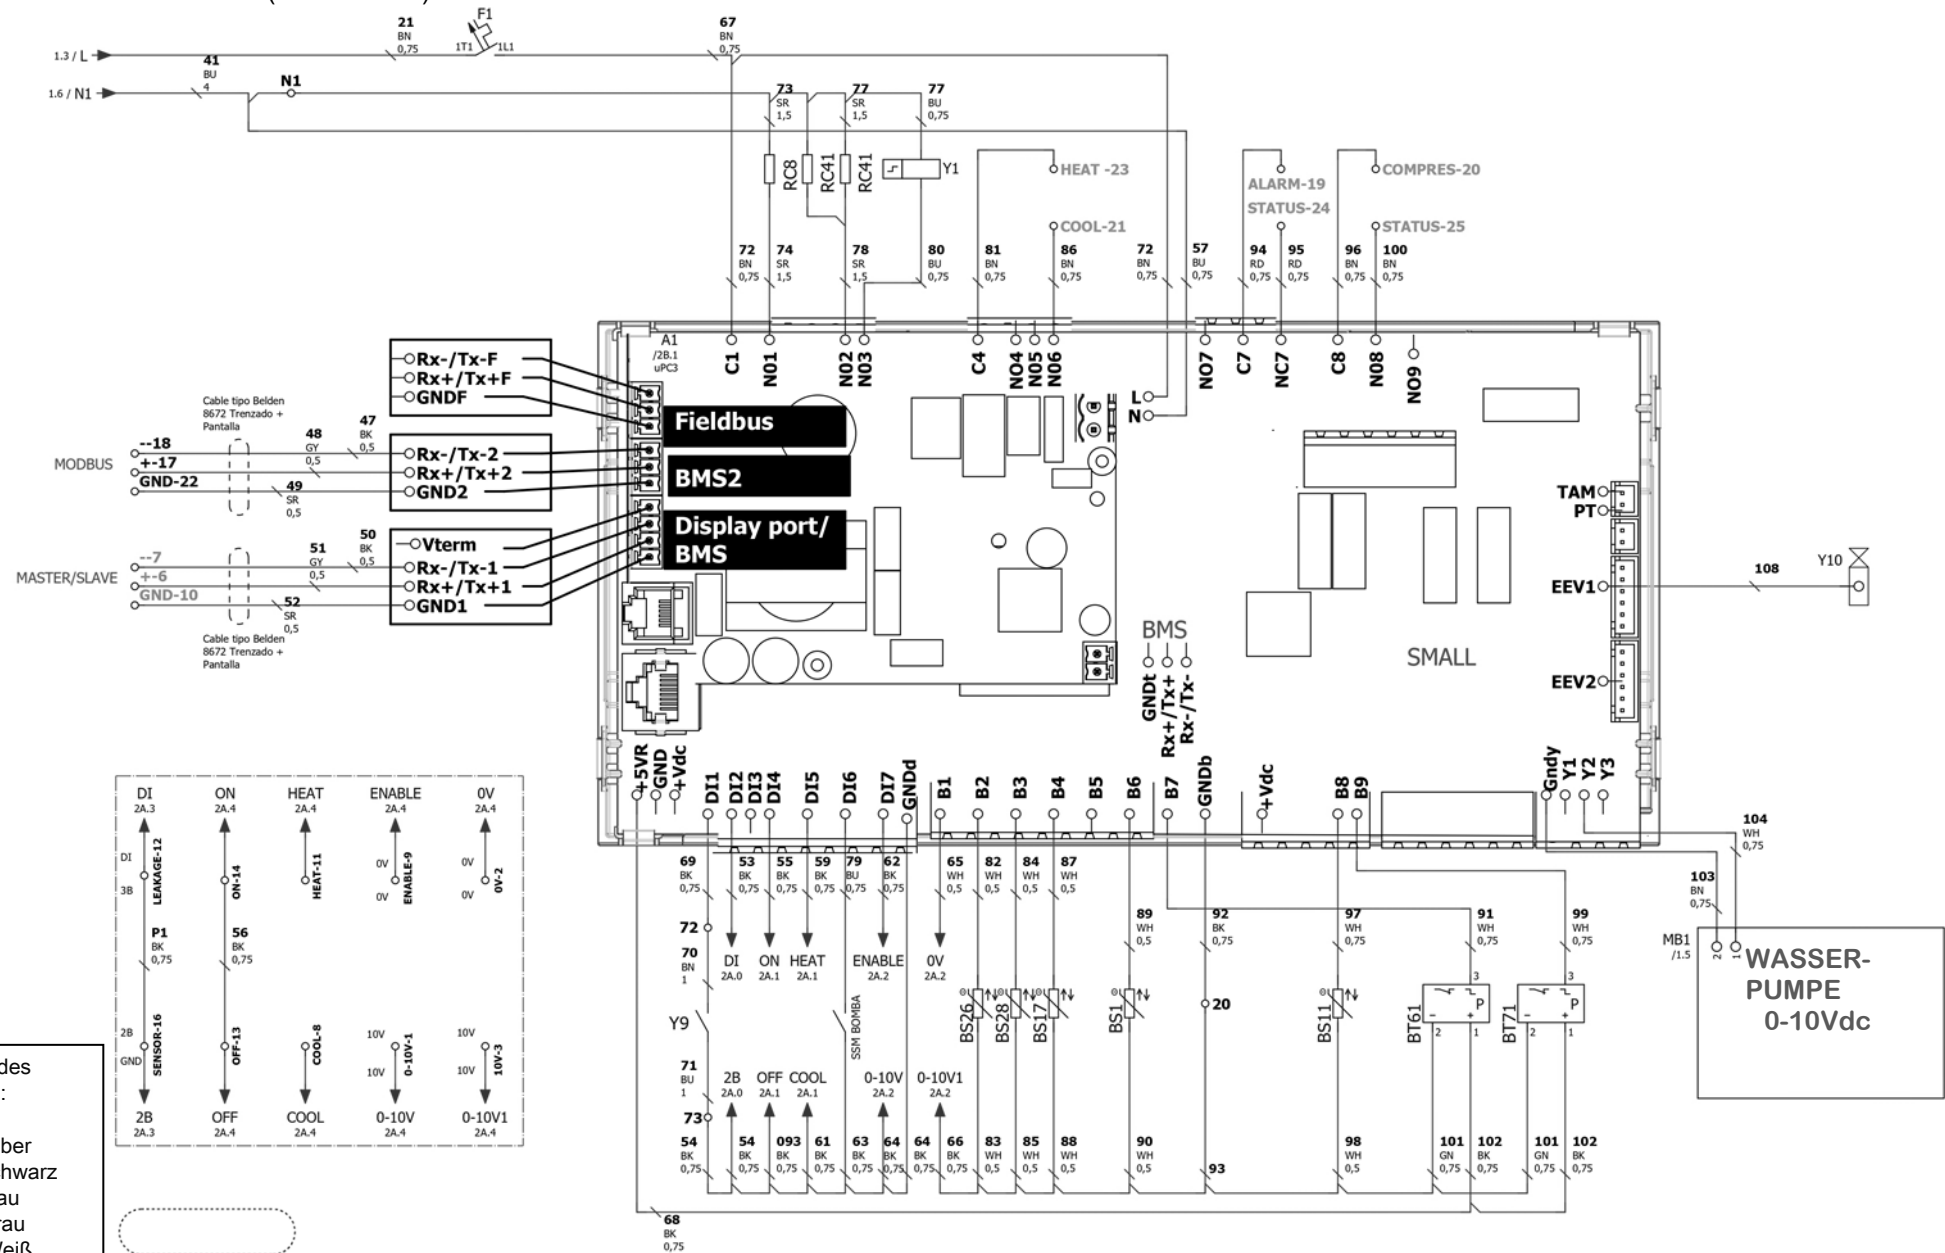 F1
21
BN
0,75
1T1
1L1
67
BN
0,75
1.3 / L
41
BU
4
1.6 / N1
N1
73
SR
1,5
77
SR
1,5
77
BU
0,75
RC8
RC41
RC41
Y1
HEAT -23
COOL-21
ALARM-19
STATUS-24
COMPRES-20
STATUS-25
72
BN
0,75
74
SR
1,5
78
SR
1,5
80
BU
0,75
81
BN
0,75
86
BN
0,75
72
BN
0,75
57
BU
0,75
94
RD
0,75
95
RD
0,75
96
BN
0,75
100
BN
0,75
A1
/2B.1
uPC3
C1
N01
N02
N03
C4
NO4
N05
N06
L
N
NO7
C7
NC7
C8
N08
NO9
Rx-/Tx-F
Rx+/Tx+F
GNDF
Fieldbus
Cable tipo Belden
8672 Trenzado +
Pantalla
MODBUS
--18
+-17
GND-22
48
GY
0,5
47
BK
0,5
49
SR
0,5
Rx-/Tx-2
Rx+/Tx+2
GND2
BMS2
Display port/
BMS
MASTER/SLAVE
--7
+-6
GND-10
51
GY
0,5
50
BK
0,5
52
SR
0,5
Vterm
Rx-/Tx-1
Rx+/Tx+1
GND1
Cable tipo Belden
8672 Trenzado +
Pantalla
TAM
PT
EEV1
EEV2
108
Y10
BMS
GNDt
Rx+/Tx+
Rx-/Tx-
SMALL
+5VR
GND
+Vdc
DI1
DI2
DI3
DI4
DI5
DI6
DI7
GNDd
B1
B2
B3
B4
B5
B6
B7
GNDb
+Vdc
B8
B9
Gndy
Y1
Y2
Y3
DI
2A.3
ON
2A.4
HEAT
2A.4
ENABLE
2A.4
0V
2A.4
DI
3B
LEAKAGE-12
ON-14
HEAT-11
0V
0V
ENABLE-9
0V
0V
0V-2
P1
BK
0,75
56
BK
0,75
2B
GND
SENSOR-16
OFF-13
COOL-8
10V
10V
0-10V-1
10V
10V
10V-3
2B
2A.3
OFF
2A.4
COOL
2A.4
0-10V
2A.4
0-10V1
2A.4
69
BK
0,75
53
BK
0,75
55
BK
0,75
59
BK
0,75
79
BU
0,75
62
BK
0,75
65
WH
0,5
82
WH
0,5
84
WH
0,5
87
WH
0,5
89
WH
0,5
92
BK
0,75
97
WH
0,75
91
WH
0,75
99
WH
0,75
103
BN
0,75
104
WH
0,75
72
70
BN
1
DI
2A.0
ON
2A.1
HEAT
2A.1
ENABLE
2A.2
0V
2A.2
Y9
SSM BOMBA
BS26
BS28
BS17
BS1
20
BS11
BT61
3
P
-
+
2
1
BT71
3
P
-
+
2
1
MB1
/1.5
2
1
WASSER-
PUMPE
0-10Vdc
71
BU
1
73
2B
2A.0
OFF
2A.1
COOL
2A.1
0-10V
2A.2
0-10V1
2A.2
54
BK
0,75
54
BK
0,75
093
BK
0,75
61
BK
0,75
63
BK
0,75
64
BK
0,75
64
BK
0,75
66
BK
0,75
83
WH
0,5
85
WH
0,5
88
WH
0,5
90
WH
0,5
93
98
WH
0,5
101
GN
0,75
102
BK
0,75
101
GN
0,75
102
BK
0,75
68
BK
0,75
des
: